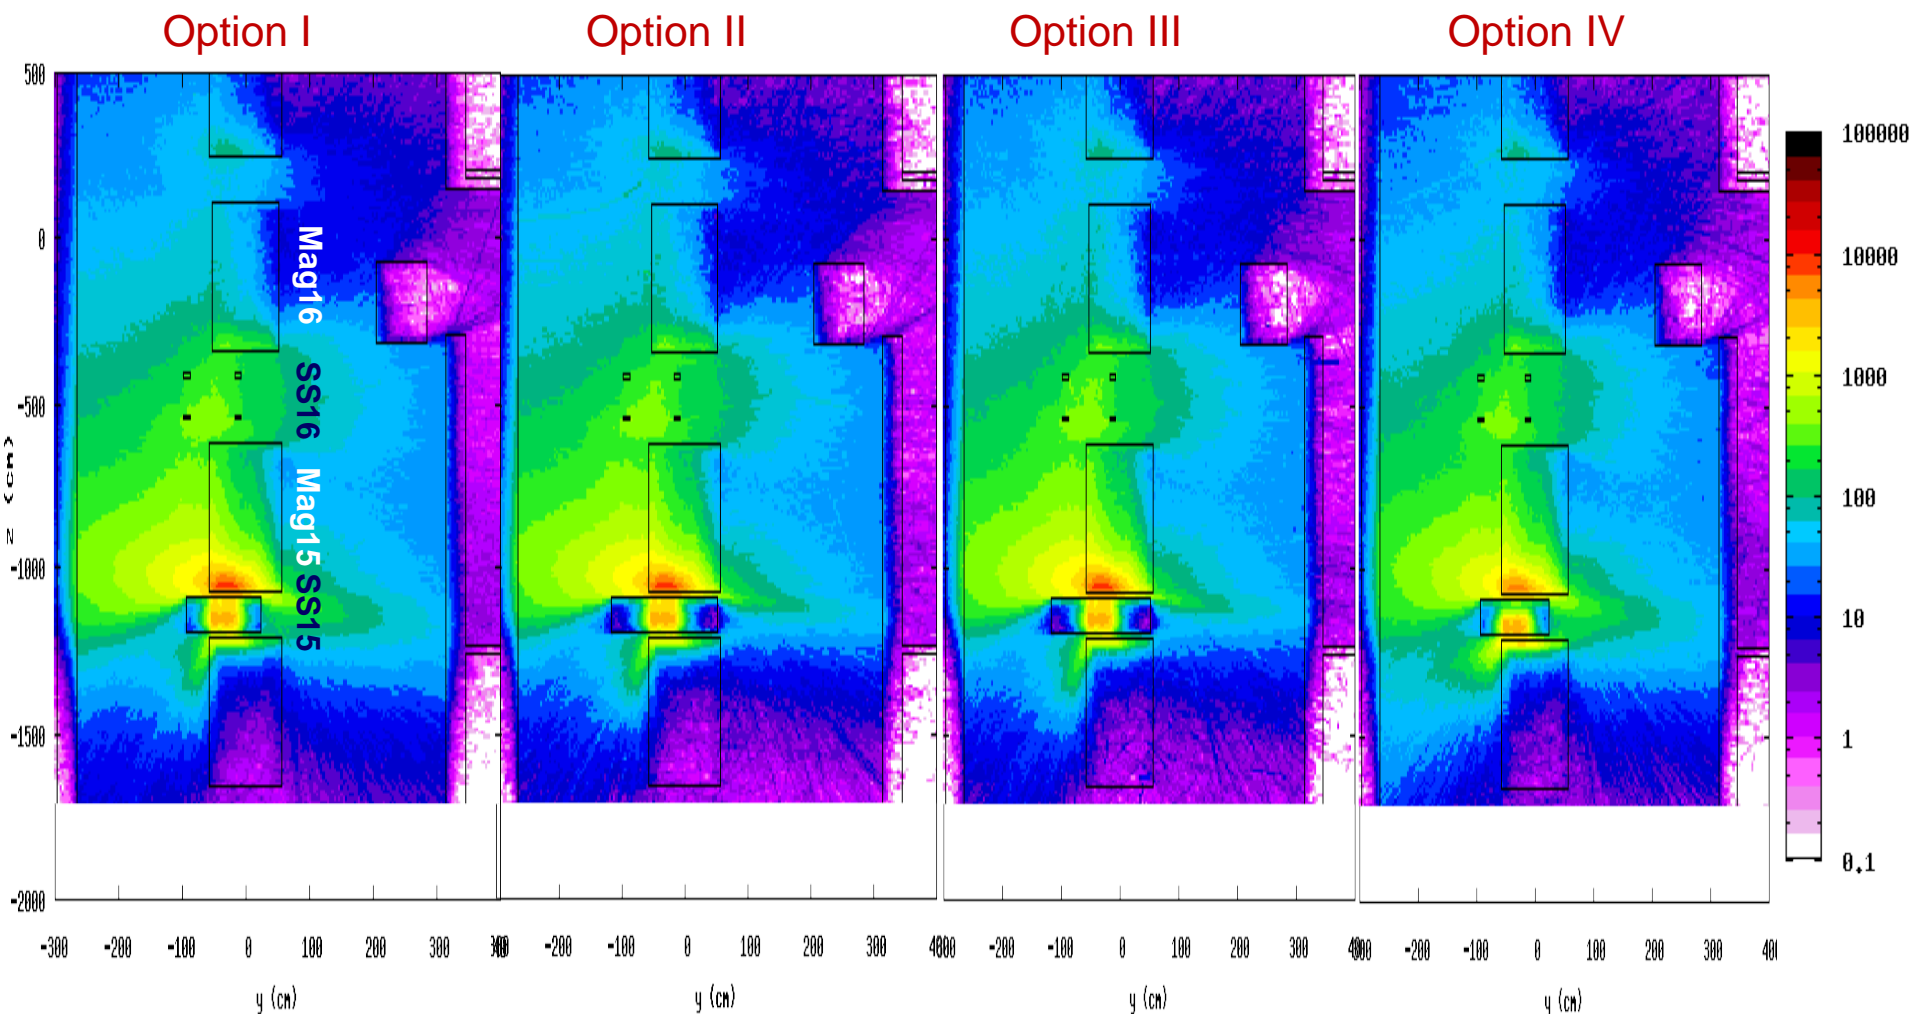 Option I
Option II
Option III
Option IV
500
0
-500
-1000
-1500
-2000
z (cm)
Mag16
SS16
Mag15
SS15
-300 -200 -100 0 100 200 300
-200 -100 0 100 200 300
-200 -100 0 100 200 300
-200 -100 0 100 200 300
y (cm)
y (cm)
y (cm)
y (cm)
100000
10000
1000
100
10
1
0.1